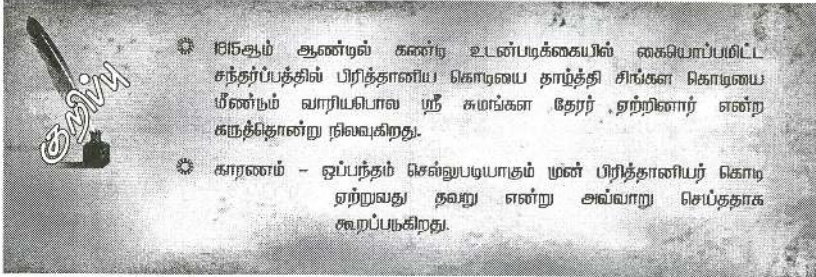 குறிப்பு
1815ஆம் ஆண்டில் கண்டி உடன்படிக்கையில் கையொப்பமிட்ட
சந்தர்ப்பத்தில் பிரித்தானிய கொடியை தாழ்த்தி சிங்கள கொடியை
மீண்டும் வாரியபொல ஸ்ரீ சுமங்கள தேரர் ஏற்றினார் என்ற
கருத்தொன்று நிலவுகிறது.
காரணம் – ஒப்பந்தம் செல்லுபடியாகும் முன் பிரித்தானியர் கொடி
ஏற்றுவது தவறு என்று அவ்வாறு செய்ததாக
கூறப்படுகிறது.